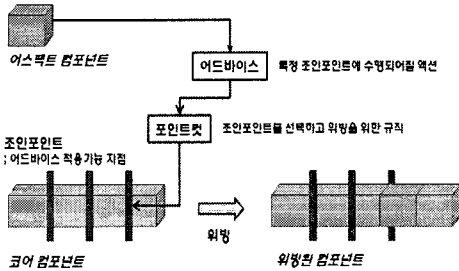 어스팩트 컴포넌트
어드바이스
특정 조인포인트에 수행되어질 액션
포인트컷
조인포인트를 선택하고 위빙을 위한 규칙
조인포인트
; 어드바이스 적용가능 지점
위빙
코어 컴포넌트
위빙된 컴포넌트